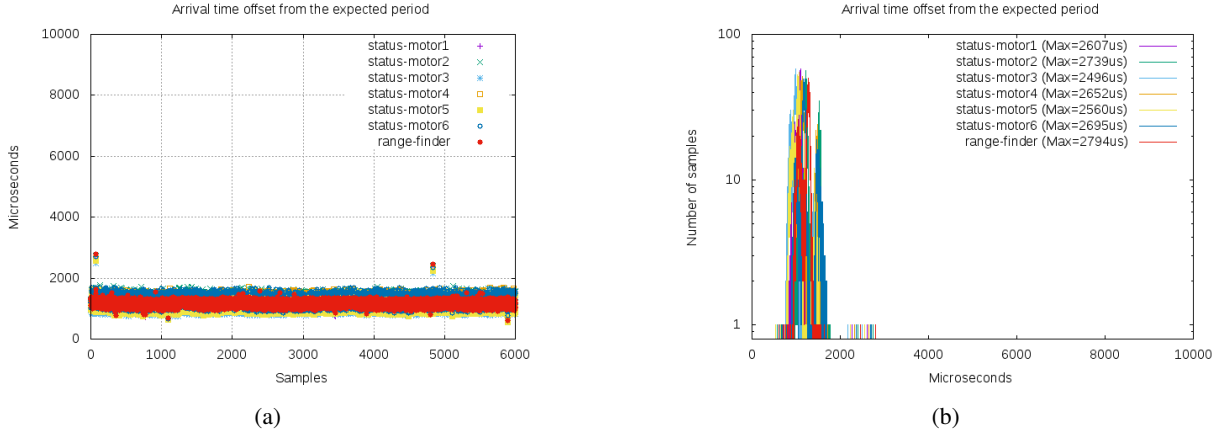 Arrival time offset from the expected period
10000
8000
6000
4000
2000
0
Microseconds
status-motor1
status-motor2
status-motor3
status-motor4
status-motor5
status-motor6
range-finder
0 1000 2000 3000 4000 5000 6000
Samples
(a)
Arrival time offset from the expected period
100
10
1
Number of samples
status-motor1 (Max=2607us)
status-motor2 (Max=2739us)
status-motor3 (Max=2496us)
status-motor4 (Max=2652us)
status-motor5 (Max=2560us)
status-motor6 (Max=2695us)
range-finder (Max=2794us)
0 2000 4000 6000 8000 10000
Microseconds
(b)